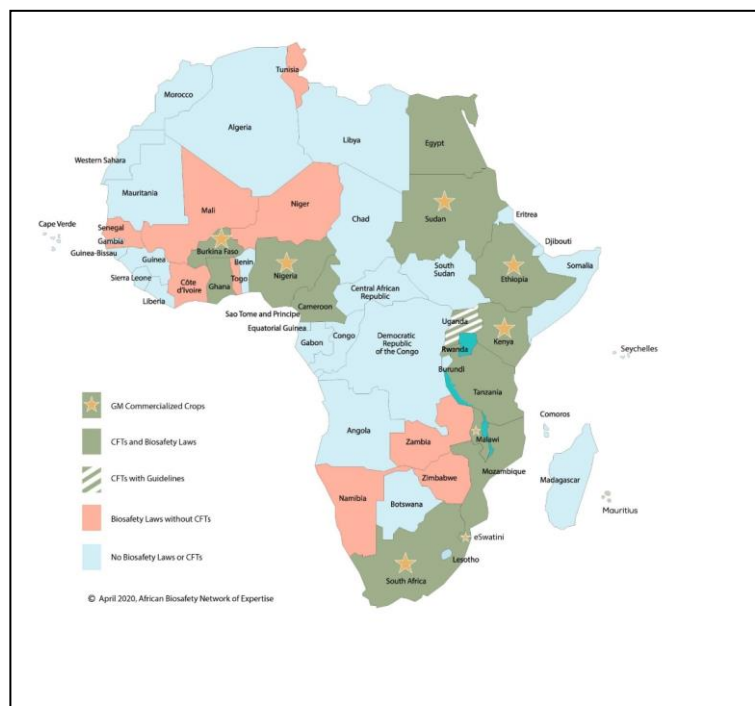 Tunisia
Morocco
Algeria
Libya
Egypt
Western Sahara
Mauritania
Mali
Niger
Chad
Sudan
Eritrea
Cape Verde
Senegal
Gambia
Guinea-Bissau
Guinea
Sierra Leone
Liberia
Côte
d'Ivoire
Burkina Faso
Ghana
Togo
Benin
Nigeria
Cameroon
Sao Tome and Principe
Equatorial Guinea
Gabon
Congo
Central African
Republic
South
Sudan
Djibouti
Somalia
Ethiopia
Democratic
Republic
of the Congo
Uganda
Kenya
Rwanda
Burundi
Tanzania
Seychelles
Comoros
Angola
Zambia
Malawi
Mozambique
Zimbabwe
Namibia
Botswana
Madagascar
Mauritius
eSwatini
Lesotho
South Africa
GM Commercialized Crops
CFTs and Biosafety Laws
CFTs with Guidelines
Biosafety Laws without CFTs
No Biosafety Laws or CFTs
© April 2020, African Biosafety Network of Expertise